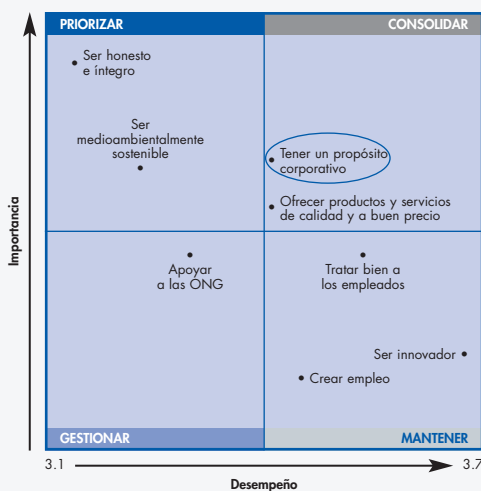 PRIORIZAR
CONSOLIDAR
Ser honesto
e íntegro
Ser
medioambientalmente
sostenible
Tener un propósito
corporativo
Ofrecer productos y servicios
de calidad y a buen precio
Importancia
Apoyar
a las ONG
Tratar bien a
los empleados
Ser innovador
Crear empleo
GESTIONAR
MANTENER
3.1
3.7
Desempeño